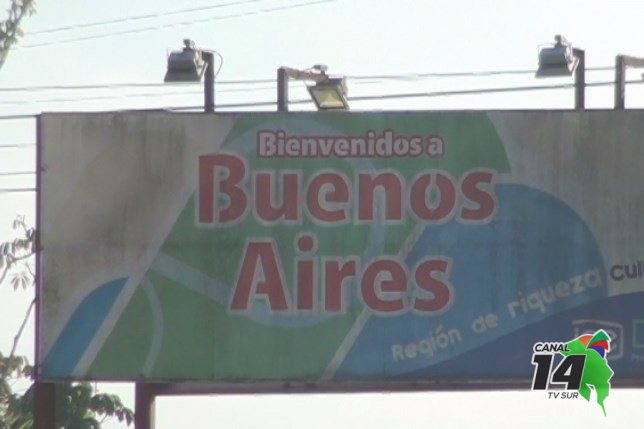 Bienvenidos a
Buenos
Aires
Región de riqueza
CANAL
14
TV SUR